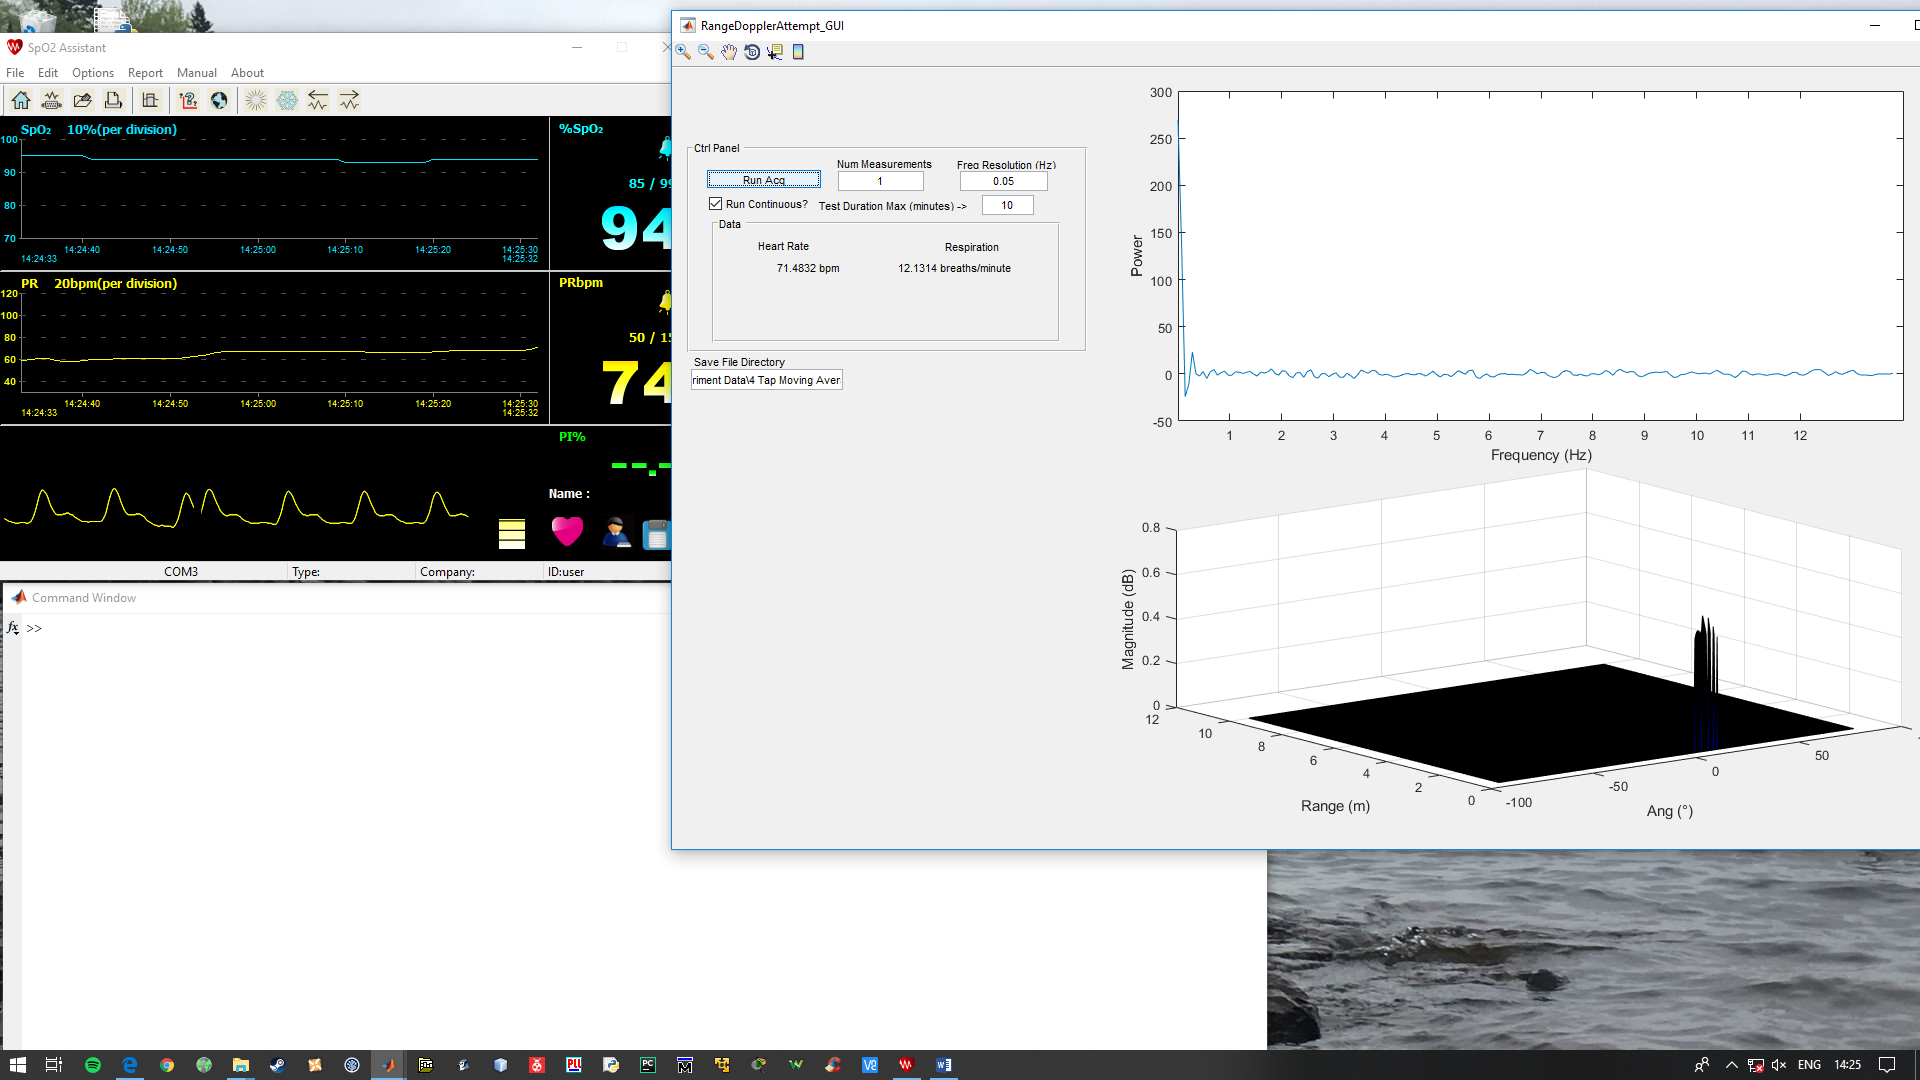 SpO2 Assistant
File Edit Options Report Manual About
SpO₂ 10%(per division)
100
90
80
70
14:24:40 14:24:50 14:25:00 14:25:10 14:25:20 14:25:30
14:24:33 14:25:32
%SpO₂
85 / 99
94
PR 20bpm(per division)
120
100
80
60
40
14:24:40 14:24:50 14:25:00 14:25:10 14:25:20 14:25:30
14:24:33 14:25:32
PRbpm
50 / 15
74
PI%
--.-
Name :
COM3 Type: Company: ID:user
Command Window
fx >>
RangeDopplerAttempt_GUI
Ctrl Panel
Num Measurements Freq Resolution (Hz)
Run Acq 1 0.05
Run Continuous? Test Duration Max (minutes) -> 10
Data
Heart Rate Respiration
71.4832 bpm 12.1314 breaths/minute
Save File Directory
riment Data\4 Tap Moving Avera
300
250
200
150
100
50
0
-50
Power
1 2 3 4 5 6 7 8 9 10 11 12
Frequency (Hz)
0.8
0.6
0.4
0.2
0
Magnitude (dB)
12 10 8 6 4 2 0
Range (m)
-100 -50 0 50
Ang (°)
ENG 14:25